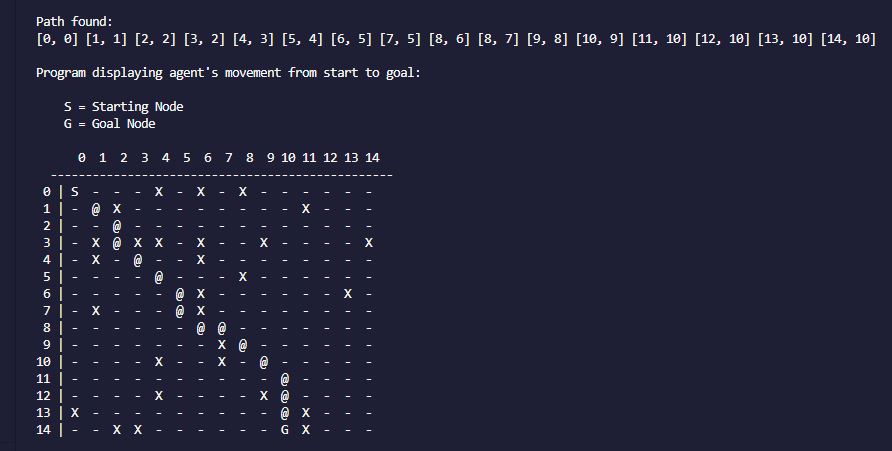 Path found:
[0, 0] [1, 1] [2, 2] [3, 2] [4, 3] [5, 4] [6, 5] [7, 5] [8, 6] [8, 7] [9, 8] [10, 9] [11, 10] [12, 10] [13, 10] [14, 10]
Program displaying agent's movement from start to goal:
S = Starting Node
G = Goal Node
0 1 2 3 4 5 6 7 8 9 10 11 12 13 14
-------------------------------------------------
0 | S - - - X - X - X - - - - - -
1 | - @ X - - - - - - - - X - - -
2 | - - @ - - - - - - - - - - - -
3 | - X @ X X - X - - X - - - - X
4 | - X - @ - - X - - - - - - - -
5 | - - - - @ - - - X - - - - - -
6 | - - - - - @ X - - - - - - X -
7 | - X - - - @ X - - - - - - - -
8 | - - - - - - @ @ - - - - - - -
9 | - - - - - - - X @ - - - - - -
10 | - - - - X - - X - @ - - - - -
11 | - - - - - - - - - - @ - - - -
12 | - - - - X - - - - X @ - - - -
13 | X - - - - - - - - - @ X - - -
14 | - - X X - - - - - - G X - - -